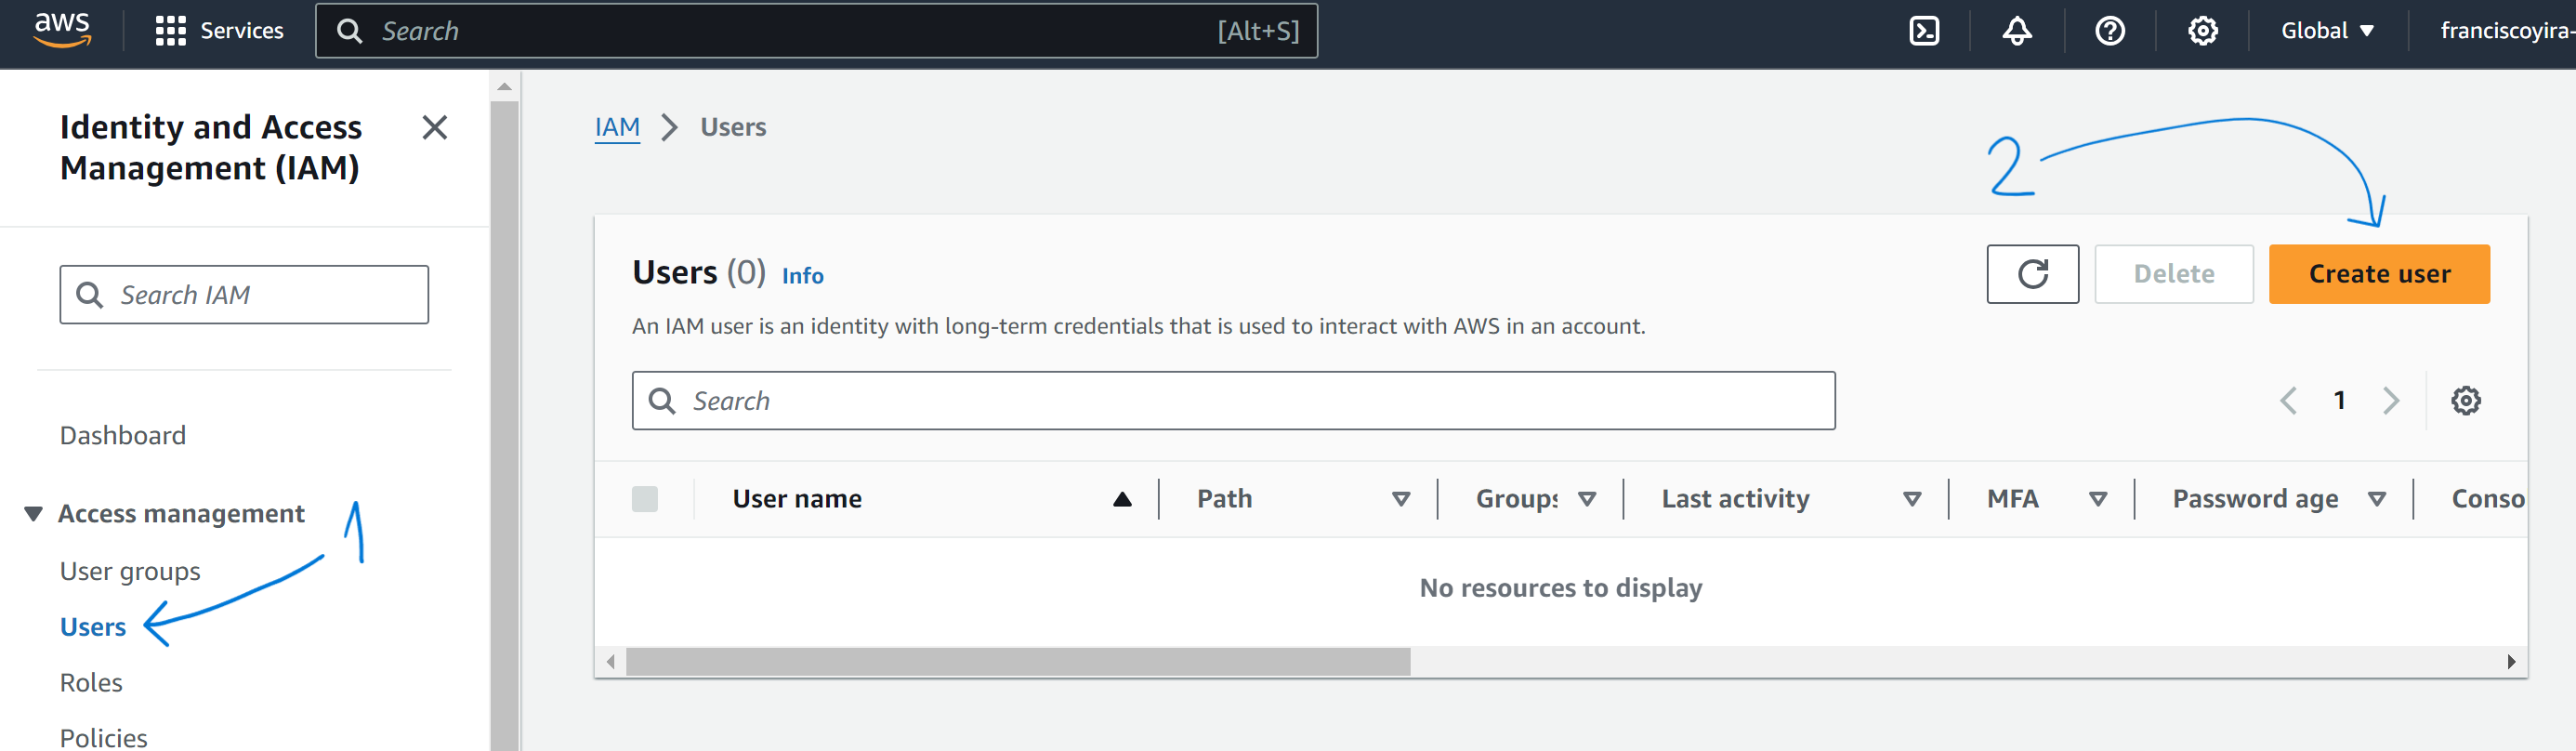 aws Services Search [Alt+S] Global franciscoyira-
Identity and Access
Management (IAM)
Search IAM
Dashboard
Access management
1
User groups
Users
Roles
Policies
IAM > Users
2
Users (0) Info
Delete Create user
An IAM user is an identity with long-term credentials that is used to interact with AWS in an account.
Search
1
User name Path Groups Last activity MFA Password age Conso
No resources to display